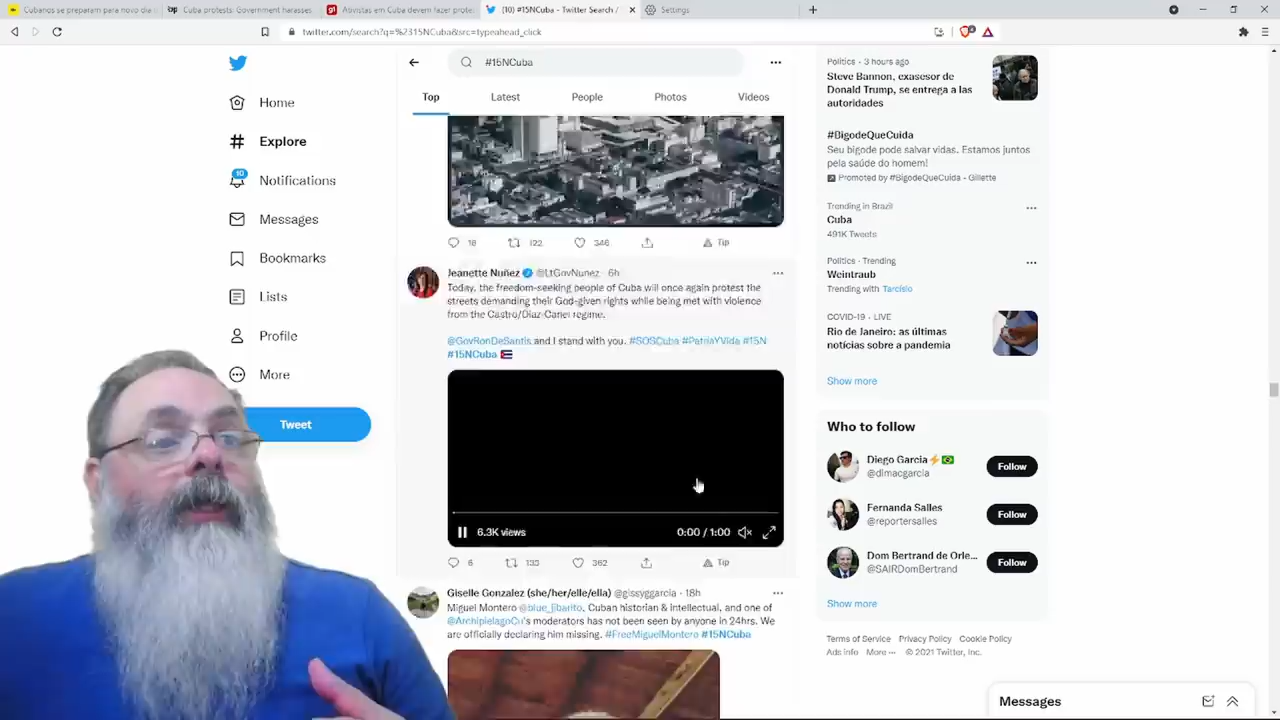 Cubanos se preparam para novo dia
Cuba protests: Government harasses
Ativistas em Cuba devem fazer protes
(10) #15NCuba - Twitter Search /
Settings
twitter.com/search?q=%2315NCuba&src=typeahead_click
#15NCuba
Top
Latest
People
Photos
Videos
Home
Explore
10
Notifications
Messages
Bookmarks
Lists
Profile
More
Tweet
16
122
346
Tip
Jeanette Nuñez @LtGovNunez · 6h
Today, the freedom-seeking people of Cuba will once again protest the
streets demanding their God-given rights while being met with violence
from the Castro/Diaz-Canel regime.
@GovRonDeSantis and I stand with you. #SOSCuba #PatriaYVida #15N
#15NCuba
6.3K views
0:00 / 1:00
6
133
362
Tip
Giselle Gonzalez (she/her/elle/ella) @gissyggarcia · 18h
Miguel Montero @blue_jibarito, Cuban historian & intellectual, and one of
@ArchipielagoCu's moderators has not been seen by anyone in 24hrs. We
are officially declaring him missing. #FreeMiguelMontero #15NCuba
Politics · 3 hours ago
Steve Bannon, exasesor de
Donald Trump, se entrega a las
autoridades
#BigodeQueCuida
Seu bigode pode salvar vidas. Estamos juntos
pela saúde do homem!
Promoted by #BigodeQueCuida - Gillette
Trending in Brazil
Cuba
491K Tweets
Politics · Trending
Weintraub
Trending with Tarcísio
COVID-19 · LIVE
Rio de Janeiro: as últimas
notícias sobre a pandemia
Show more
Who to follow
Diego Garcia
@dimacgarcia
Follow
Fernanda Salles
@reportersalles
Follow
Dom Bertrand de Orle...
@SAIRDomBertrand
Follow
Show more
Terms of Service Privacy Policy Cookie Policy
Ads info More ··· © 2021 Twitter, Inc.
Messages